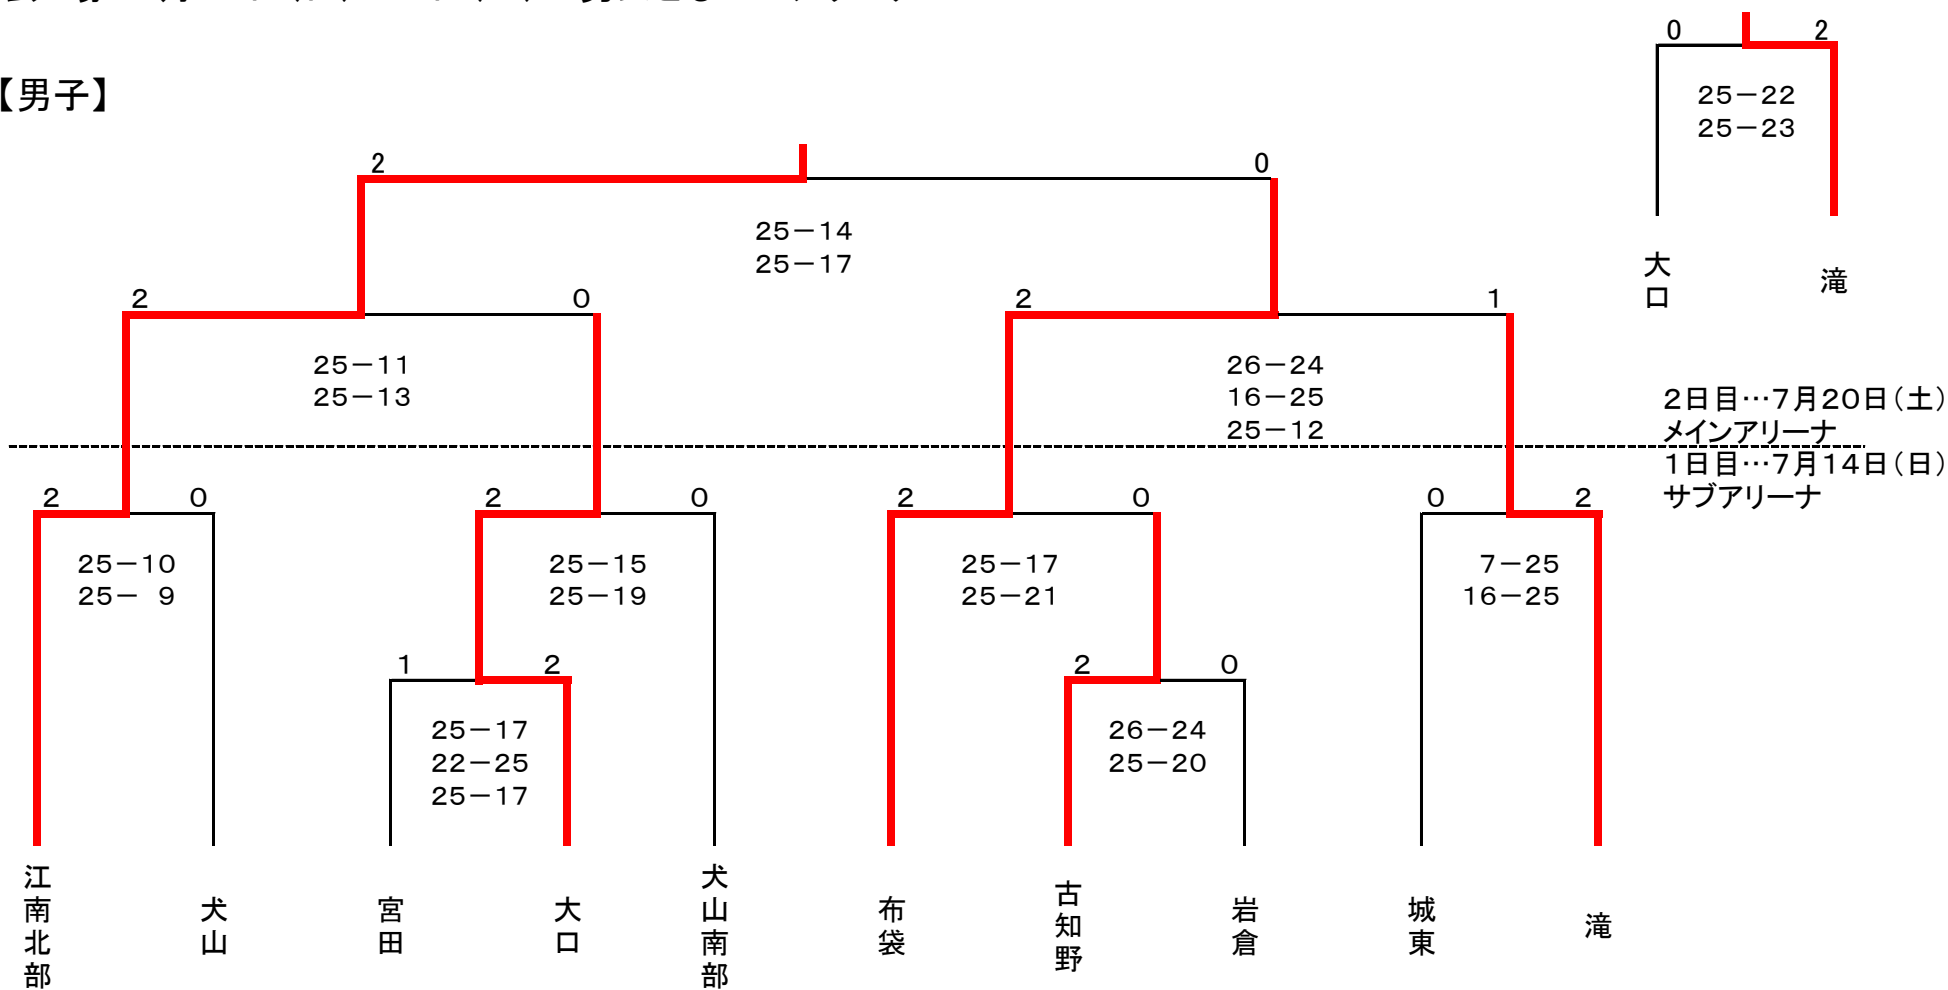 0 2
【男子】
25－22
25－23
2 0
25－14
25－17
大口
滝
2 0 2 1
25－11
25－13
26－24
16－25
25－12
2日目…7月20日（土）
メインアリーナ
1日目…7月14日（日）
サブアリーナ
2 0 2 0 2 0 0 2
25－10
25－ 9
25－15
25－19
25－17
25－21
7－25
16－25
1 2 2 0
25－17
22－25
25－17
26－24
25－20
江南北部
犬山
宮田
大口
犬山南部
布袋
古知野
岩倉
城東
滝